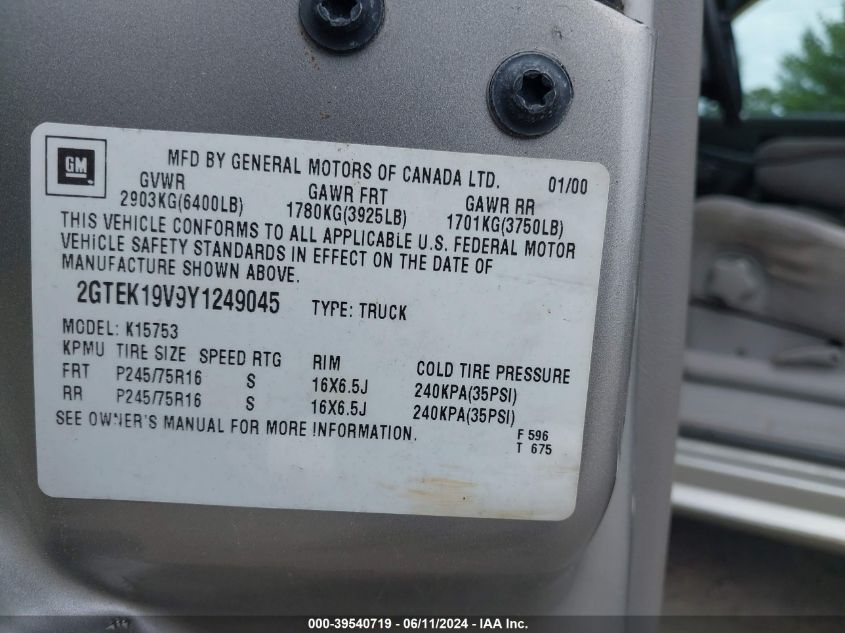 GM
MFD BY GENERAL MOTORS OF CANADA LTD. 01/00
GVWR GAWR FRT GAWR RR
2903KG(6400LB) 1780KG(3925LB) 1701KG(3750LB)
THIS VEHICLE CONFORMS TO ALL APPLICABLE U.S. FEDERAL MOTOR
VEHICLE SAFETY STANDARDS IN EFFECT ON THE DATE OF
MANUFACTURE SHOWN ABOVE.
2GTEK19V9Y1249045 TYPE: TRUCK
MODEL: K15753
KPMU TIRE SIZE SPEED RTG RIM COLD TIRE PRESSURE
FRT P245/75R16 S 16X6.5J 240KPA(35PSI)
RR P245/75R16 S 16X6.5J 240KPA(35PSI)
SEE OWNER'S MANUAL FOR MORE INFORMATION.
F 596
T 675
000-39540719 - 06/11/2024 - IAA Inc.